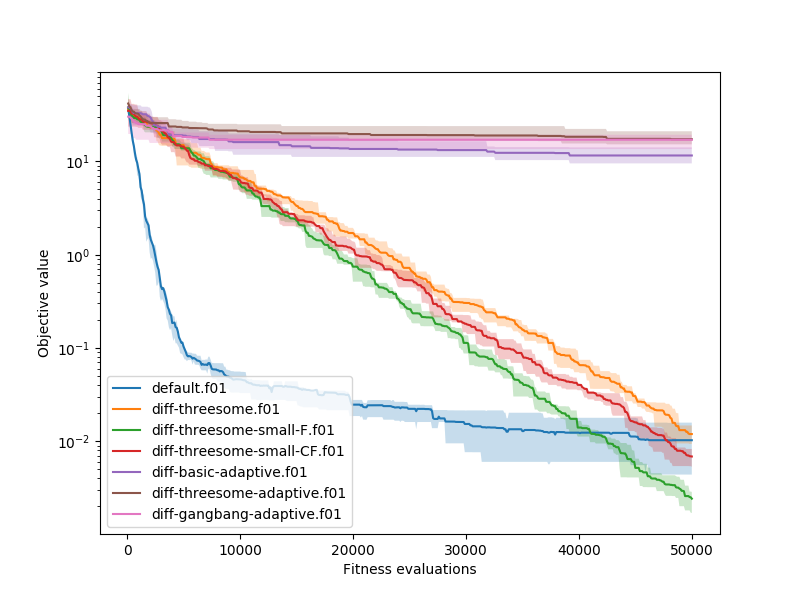 10¹
10⁰
10⁻¹
10⁻²
Objective value
default.f01
diff-threesome.f01
diff-threesome-small-F.f01
diff-threesome-small-CF.f01
diff-basic-adaptive.f01
diff-threesome-adaptive.f01
diff-gangbang-adaptive.f01
0 10000 20000 30000 40000 50000
Fitness evaluations